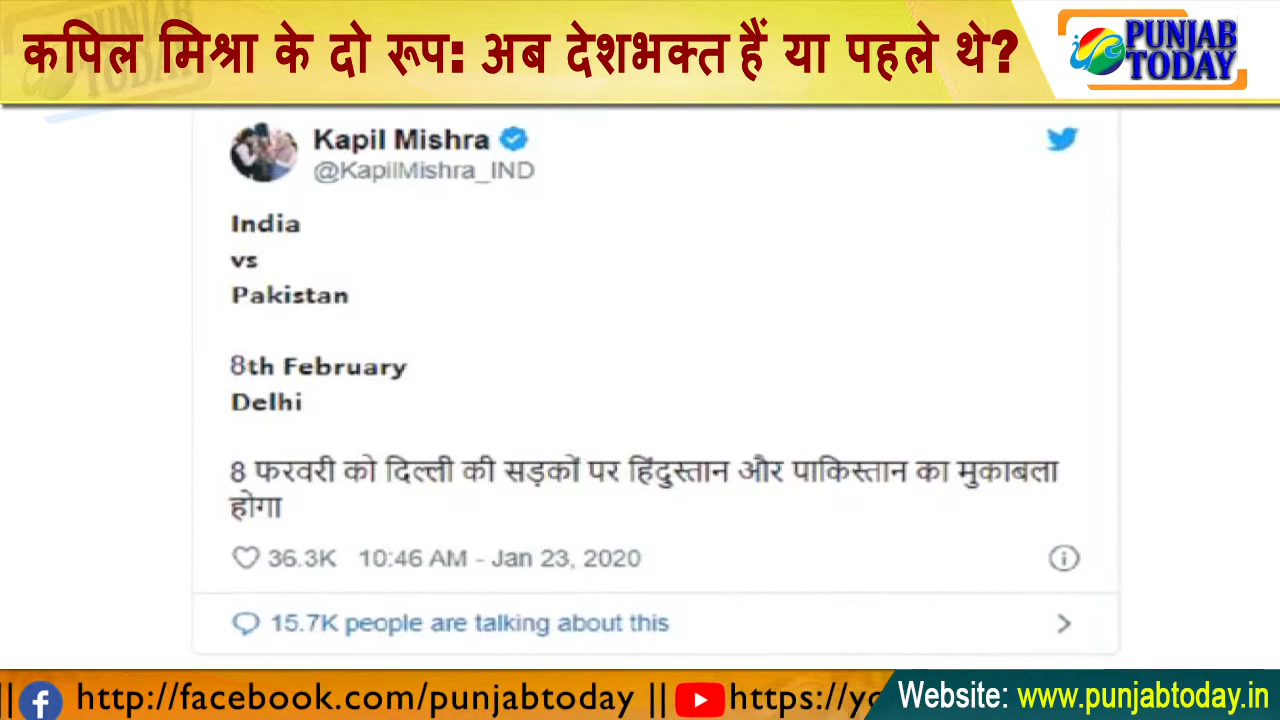 कपिल मिश्रा के दो रूप: अब देशभक्त हैं या पहले थे?
PUNJAB
TODAY
Kapil Mishra
@KapilMishra_IND
India
vs
Pakistan
8th February
Delhi
8 फरवरी को दिल्ली की सड़कों पर हिंदुस्तान और पाकिस्तान का मुकाबला
होगा
36.3K 10:46 AM - Jan 23, 2020
15.7K people are talking about this
|| http://facebook.com/punjabtoday || https://yo
Website: www.punjabtoday.in